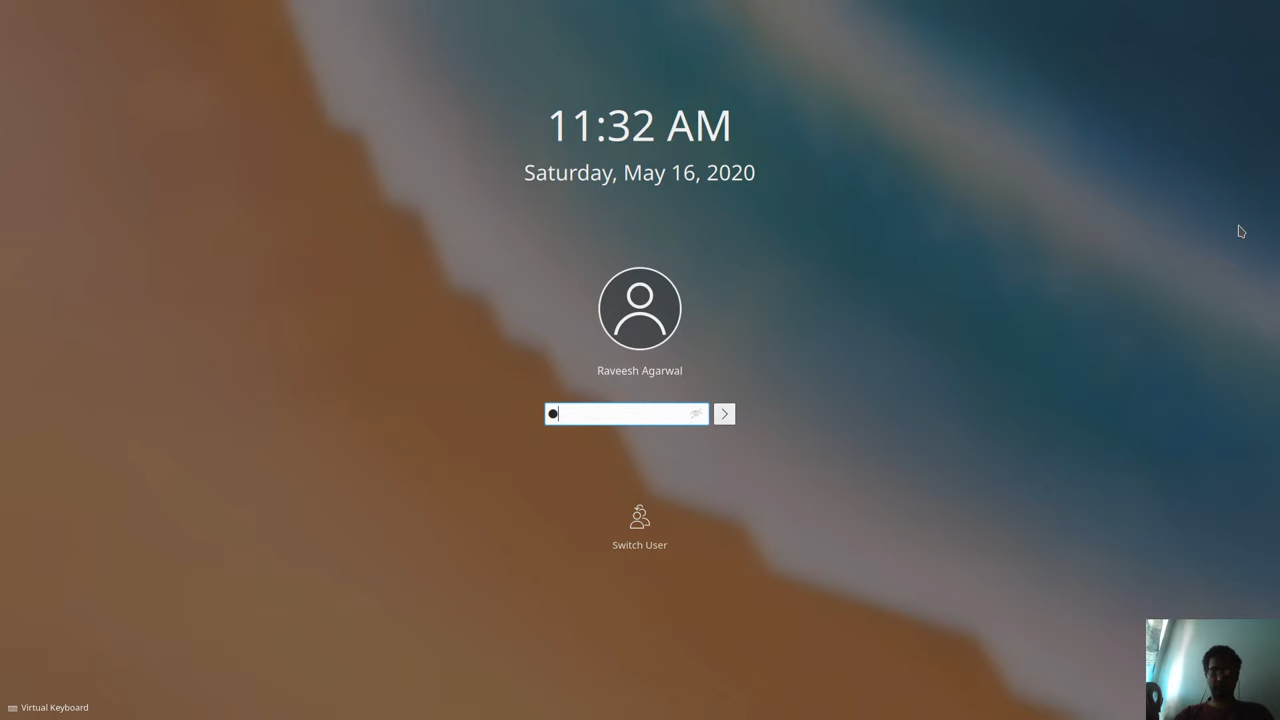 11:32 AM
Saturday, May 16, 2020
Raveesh Agarwal
Switch User
Virtual Keyboard